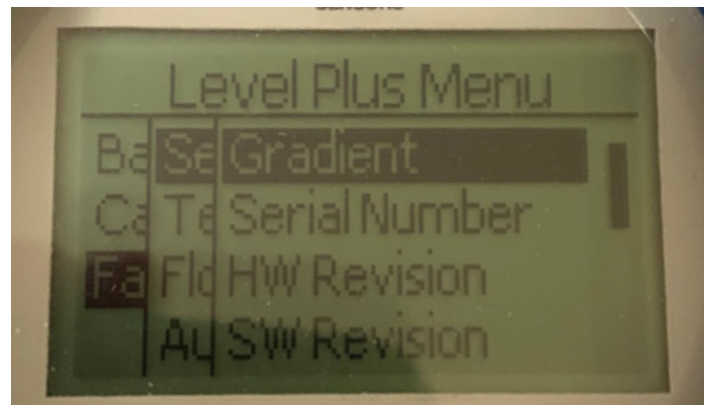 Level Plus Menu
Ba Se Gradient
Ca Te Serial Number
Fa Flo HW Revision
Au SW Revision